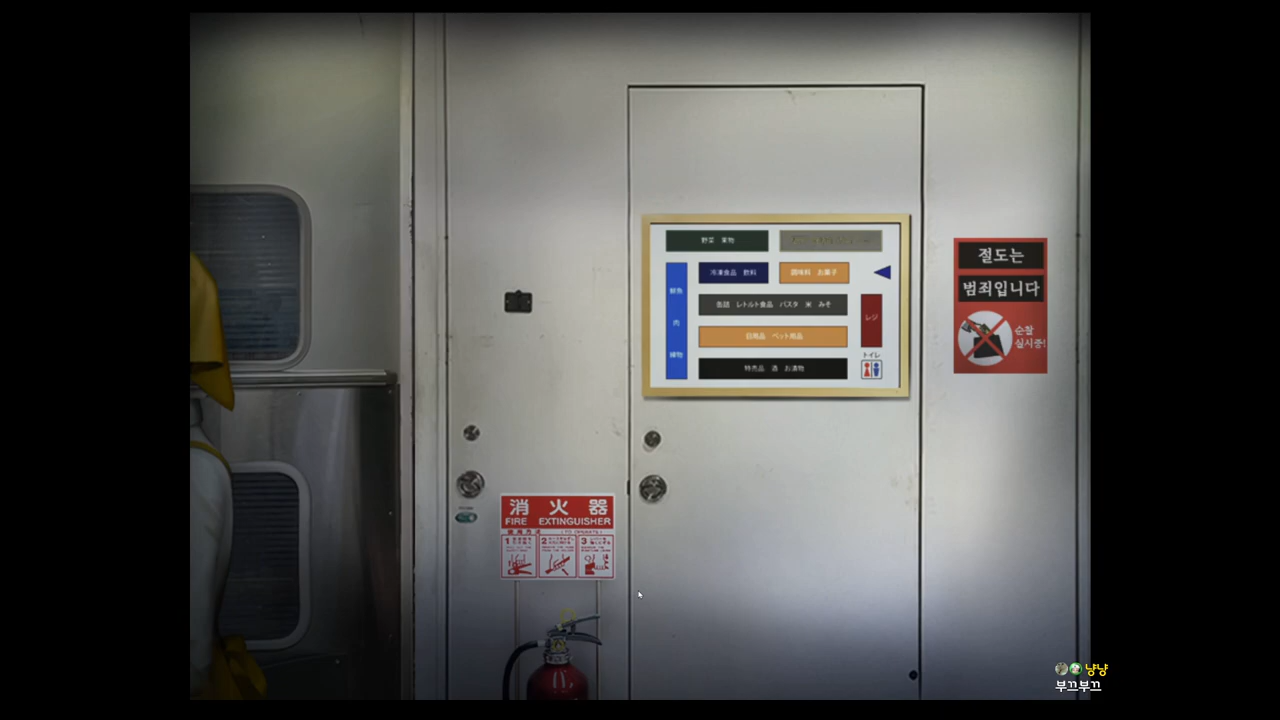 野菜 果物
冷凍食品 飲料
調味料 お菓子
鮮魚
肉
練物
缶詰 レトルト食品 パスタ 米 みそ
レジ
日用品 ペット用品
トイレ
特売品 酒 お漬物
절도는
범죄입니다
순찰
실시중!
消火器
FIRE EXTINGUISHER
1
2
3
냥냥
부끄부끄